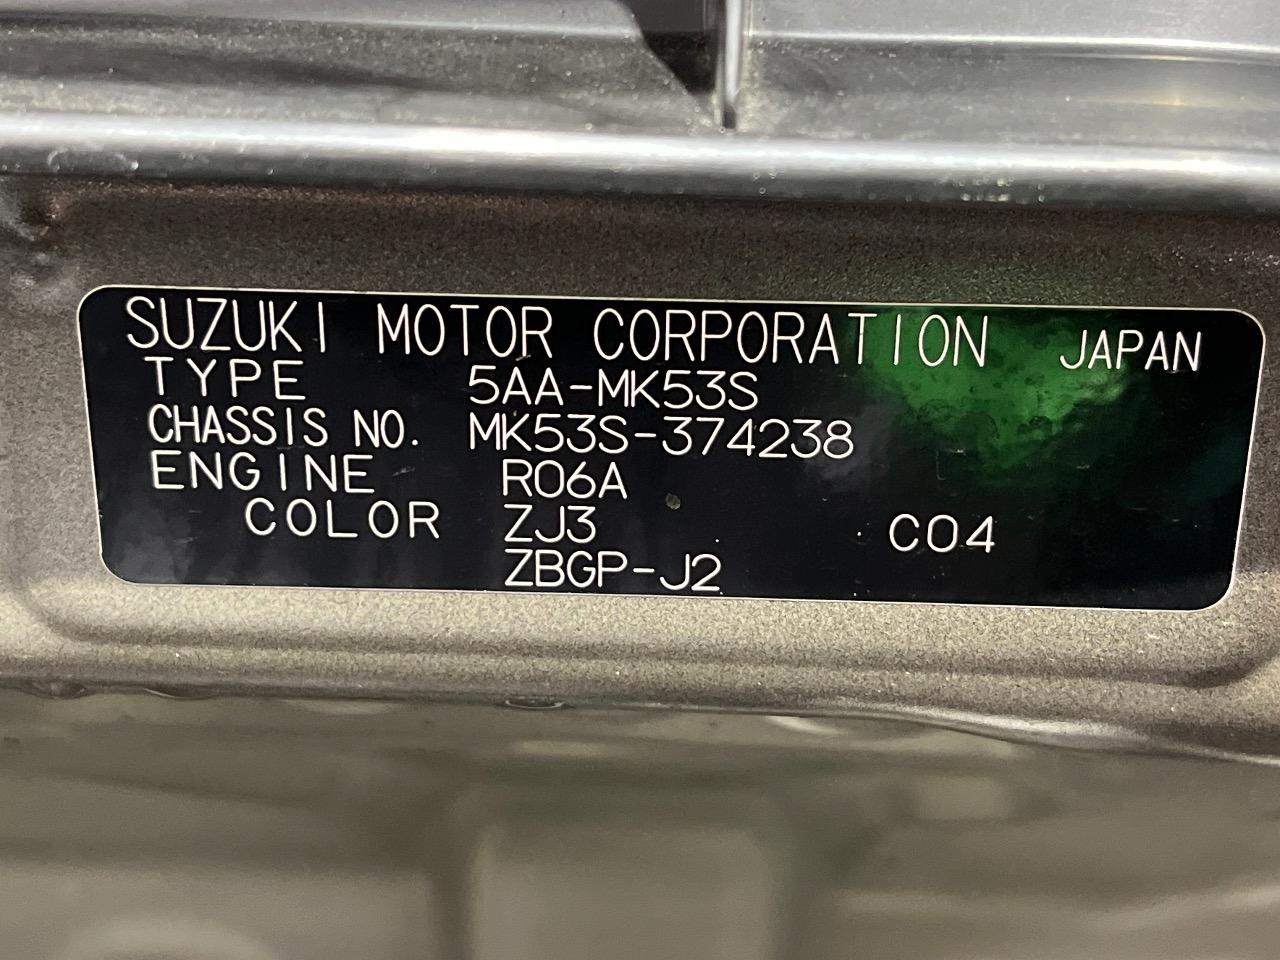 SUZUKI MOTOR CORPORATION JAPAN
TYPE 5AA-MK53S
CHASSIS NO. MK53S-374238
ENGINE R06A
COLOR ZJ3 C04
ZBGP-J2